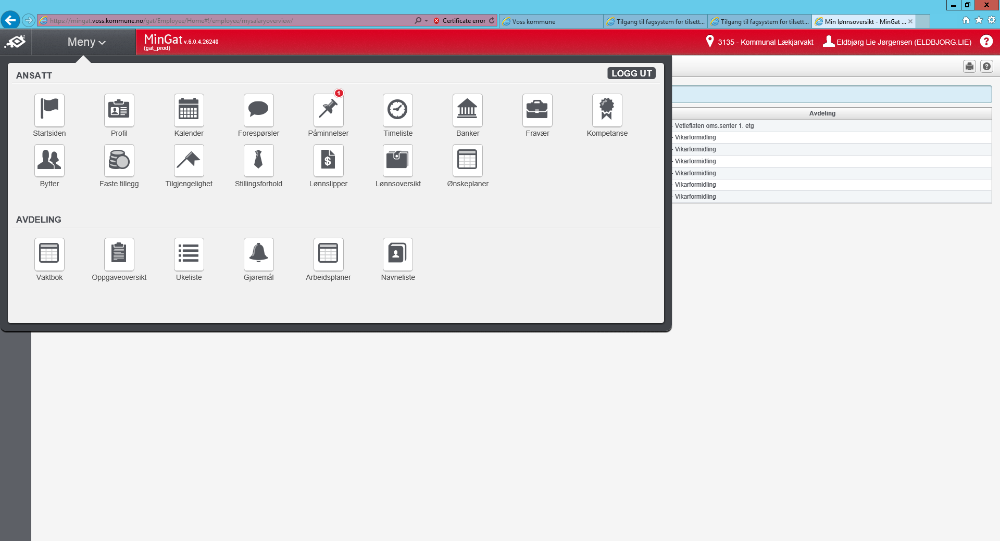 https://mingat.voss.kommune.no/gat/Employee/Home#!/employee/mysalaryoverview/
Certificate error
Voss kommune
Tilgang til fagsystem for tilsett...
Tilgang til fagsystem for tilsett...
Min lønnsoversikt - MinGat ...
Meny
MinGat v.6.0.4.26240
(gat_prod)
3135 - Kommunal Lækjarvakt
Eldbjørg Lie Jørgensen (ELDBJORG.LIE)
?
ANSATT
LOGG UT
1
Startsiden
Profil
Kalender
Forespørsler
Påminnelser
Timeliste
Banker
Fravær
Kompetanse
Bytter
Faste tillegg
Tilgjengelighet
Stillingsforhold
$
Lønnslipper
Lønnsoversikt
Ønskeplaner
AVDELING
Vaktbok
Oppgaveoversikt
Ukeliste
Gjøremål
Arbeidsplaner
Navneliste
?
Avdeling
- Vetleflaten oms.senter 1. etg
- Vikarformidling
- Vikarformidling
- Vikarformidling
- Vikarformidling
- Vikarformidling
- Vikarformidling